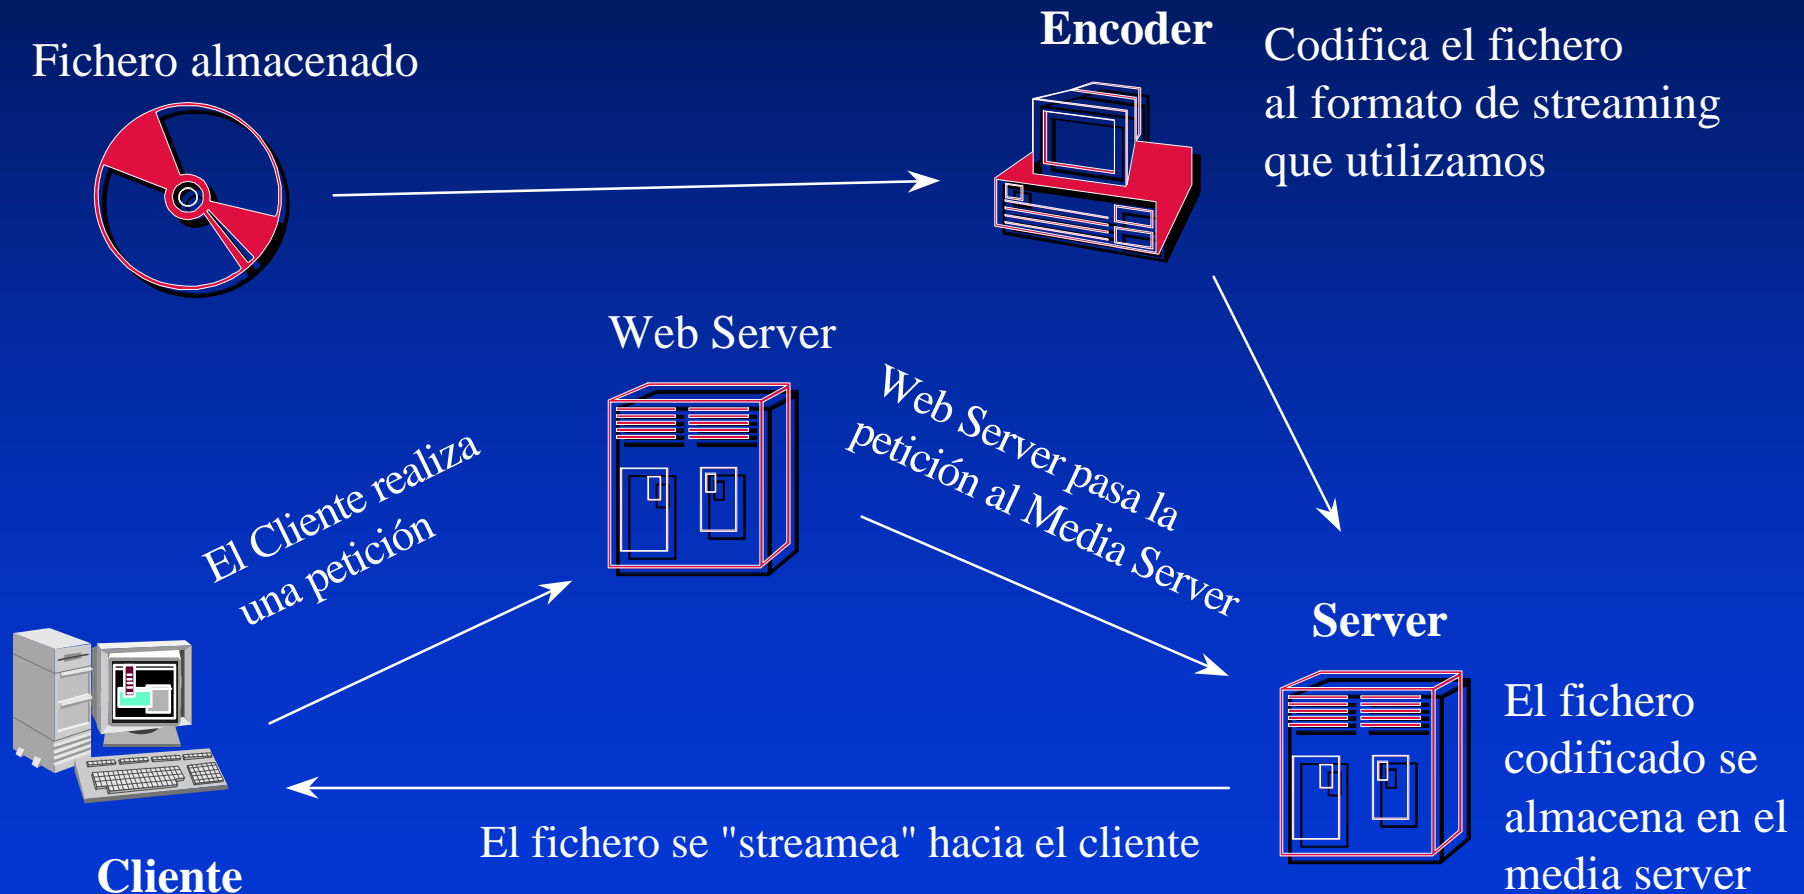 Fichero almacenado
Encoder
Codifica el fichero
al formato de streaming
que utilizamos
Web Server
Web Server pasa la
petición al Media Server
El Cliente realiza
una petición
Server
El fichero
codificado se
almacena en el
media server
El fichero se "streamea" hacia el cliente
Cliente